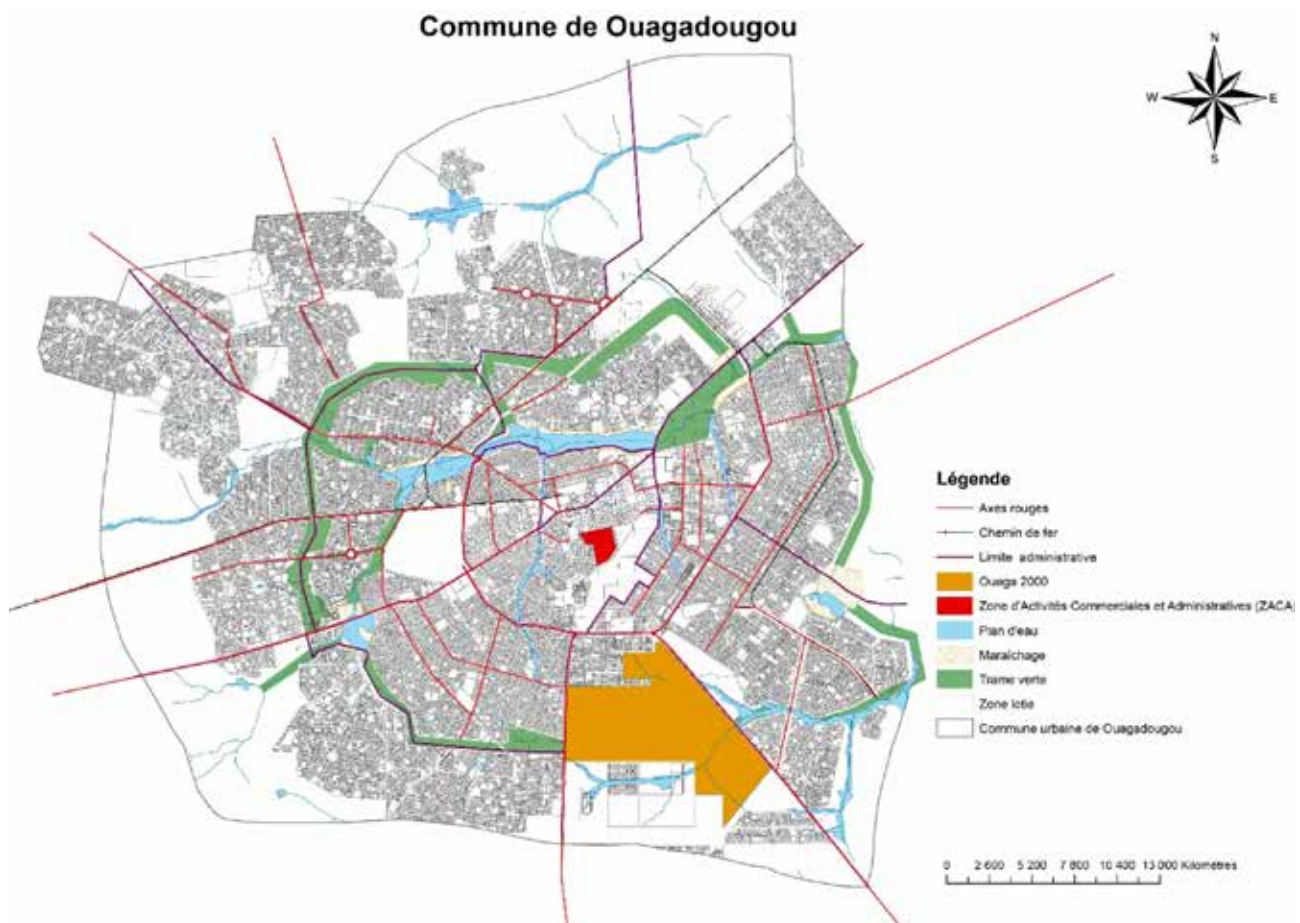 Commune de Ouagadougou
N
W
E
S
Légende
Axes rouges
Chemin de fer
Limite administrative
Ouaga 2000
Zone d'Activités Commerciales et Administratives (ZACA)
Plan d'eau
Maraîchage
Trame verte
Zone lotie
Commune urbaine de Ouagadougou
0 2 600 5 200 7 800 10 400 13 000 Kilomètres